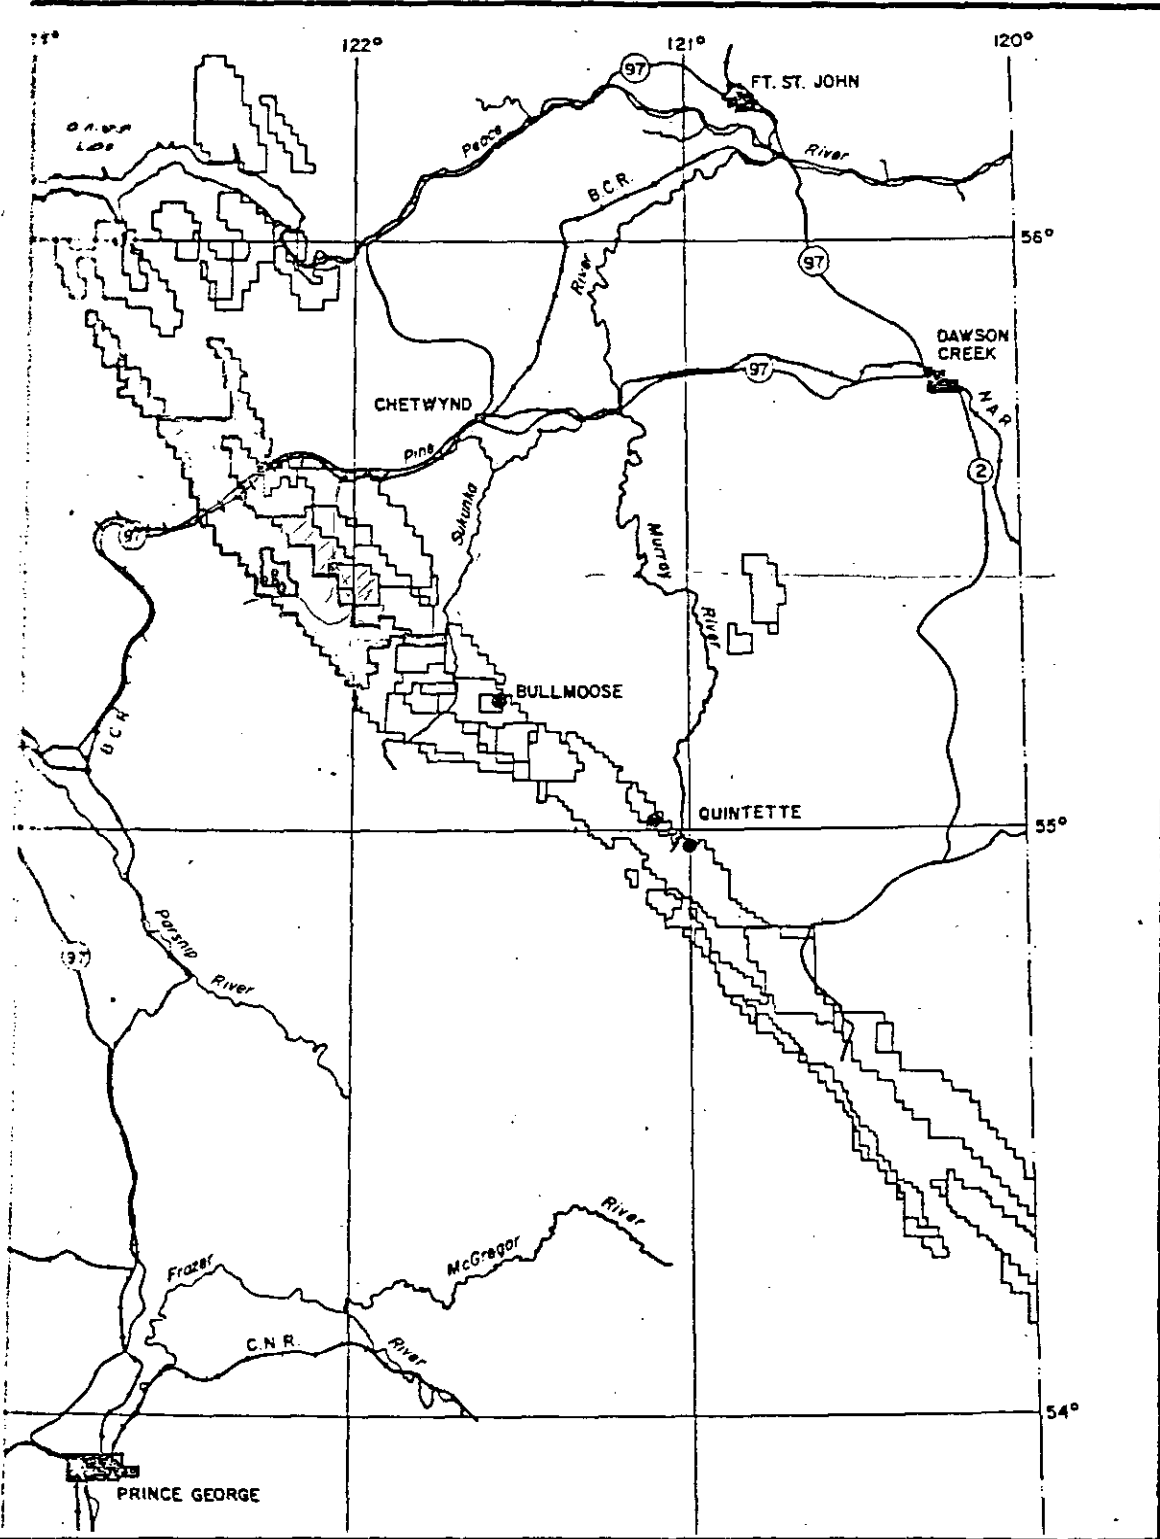 122°
121°
120°
97
FT. ST. JOHN
Peace
River
B.C.R.
56°
River
97
DAWSON
CREEK
97
CHETWYND
N A R
Pine
2
Sukunka
97
Murray
River
BULLMOOSE
B C R
QUINTETTE
55°
Parsnip
River
97
River
McGregor
Frazer
C.N.R.
River
54°
PRINCE GEORGE